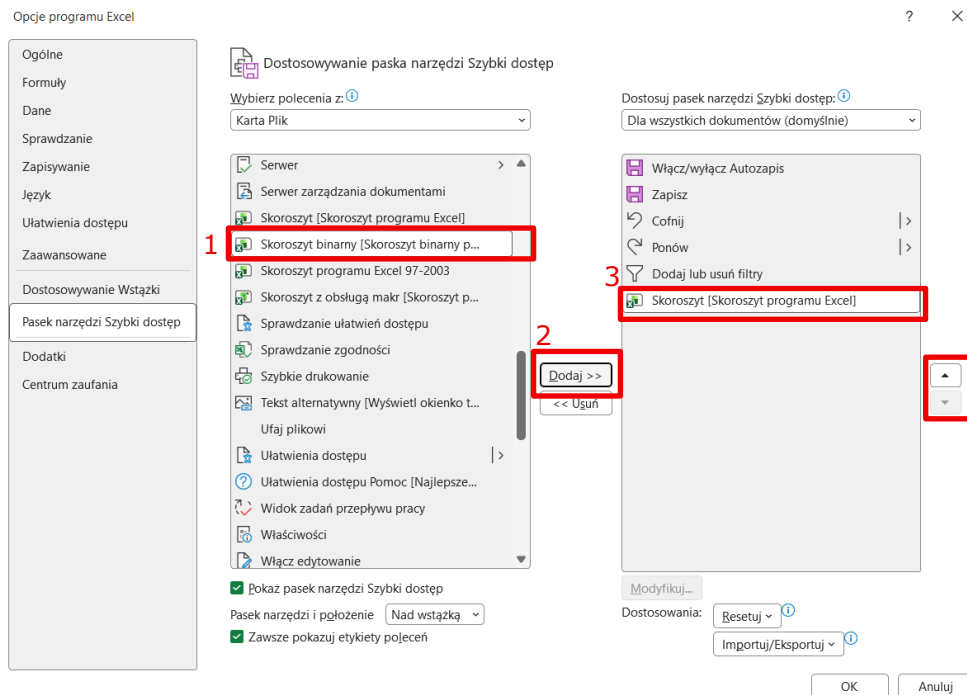 Opcje programu Excel
?
Ogólne
Formuły
Dane
Sprawdzanie
Zapisywanie
Język
Ułatwienia dostępu
Zaawansowane
Dostosowywanie Wstążki
Pasek narzędzi Szybki dostęp
Dodatki
Centrum zaufania
Dostosowywanie paska narzędzi Szybki dostęp
Wybierz polecenia z:
Karta Plik
Serwer
Serwer zarządzania dokumentami
Skoroszyt [Skoroszyt programu Excel]
1
Skoroszyt binarny [Skoroszyt binarny p...
Skoroszyt programu Excel 97-2003
Skoroszyt z obsługą makr [Skoroszyt p...
Sprawdzanie ułatwień dostępu
Sprawdzanie zgodności
Szybkie drukowanie
Tekst alternatywny [Wyświetl okienko t...
Ufaj plikowi
Ułatwienia dostępu
Ułatwienia dostępu Pomoc [Najlepsze...
Widok zadań przepływu pracy
Właściwości
Włącz edytowanie
Pokaż pasek narzędzi Szybki dostęp
Pasek narzędzi i położenie Nad wstążką
Zawsze pokazuj etykiety poleceń
2
Dodaj >>
<< Usuń
Dostosuj pasek narzędzi Szybki dostęp:
Dla wszystkich dokumentów (domyślnie)
Włącz/wyłącz Autozapis
Zapisz
Cofnij
Ponów
Dodaj lub usuń filtry
3
Skoroszyt [Skoroszyt programu Excel]
Modyfikuj...
Dostosowania: Resetuj
Importuj/Eksportuj
OK Anuluj